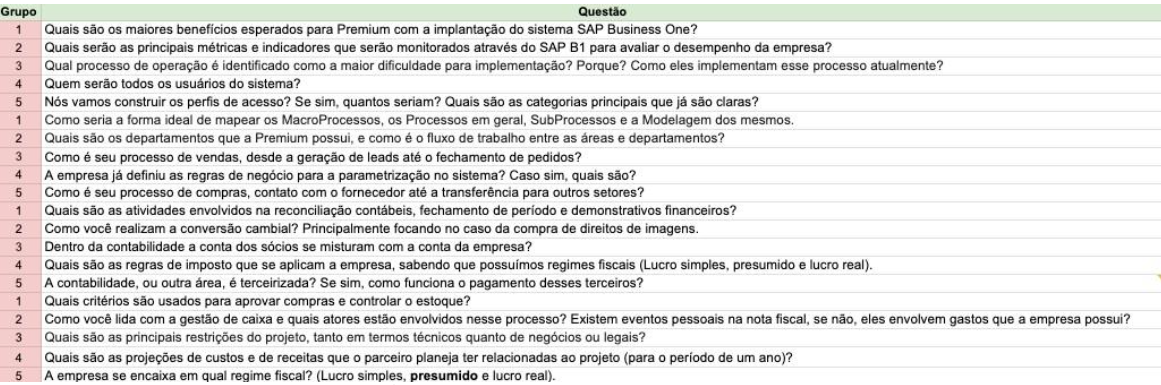 Grupo Questão
1 Quais são os maiores benefícios esperados para Premium com a implantação do sistema SAP Business One?
2 Quais serão as principais métricas e indicadores que serão monitorados através do SAP B1 para avaliar o desempenho da empresa?
3 Qual processo de operação é identificado como a maior dificuldade para implementação? Porque? Como eles implementam esse processo atualmente?
4 Quem serão todos os usuários do sistema?
5 Nós vamos construir os perfis de acesso? Se sim, quantos seriam? Quais são as categorias principais que já são claras?
1 Como seria a forma ideal de mapear os MacroProcessos, os Processos em geral, SubProcessos e a Modelagem dos mesmos.
2 Quais são os departamentos que a Premium possui, e como é o fluxo de trabalho entre as áreas e departamentos?
3 Como é seu processo de vendas, desde a geração de leads até o fechamento de pedidos?
4 A empresa já definiu as regras de negócio para a parametrização no sistema? Caso sim, quais são?
5 Como é seu processo de compras, contato com o fornecedor até a transferência para outros setores?
1 Quais são as atividades envolvidos na reconciliação contábeis, fechamento de período e demonstrativos financeiros?
2 Como você realizam a conversão cambial? Principalmente focando no caso da compra de direitos de imagens.
3 Dentro da contabilidade a conta dos sócios se misturam com a conta da empresa?
4 Quais são as regras de imposto que se aplicam a empresa, sabendo que possuímos regimes fiscais (Lucro simples, presumido e lucro real).
5 A contabilidade, ou outra área, é terceirizada? Se sim, como funciona o pagamento desses terceiros?
1 Quais critérios são usados para aprovar compras e controlar o estoque?
2 Como você lida com a gestão de caixa e quais atores estão envolvidos nesse processo? Existem eventos pessoais na nota fiscal, se não, eles envolvem gastos que a empresa possui?
3 Quais são as principais restrições do projeto, tanto em termos técnicos quanto de negócios ou legais?
4 Quais são as projeções de custos e de receitas que o parceiro planeja ter relacionadas ao projeto (para o período de um ano)?
5 A empresa se encaixa em qual regime fiscal? (Lucro simples, presumido e lucro real).